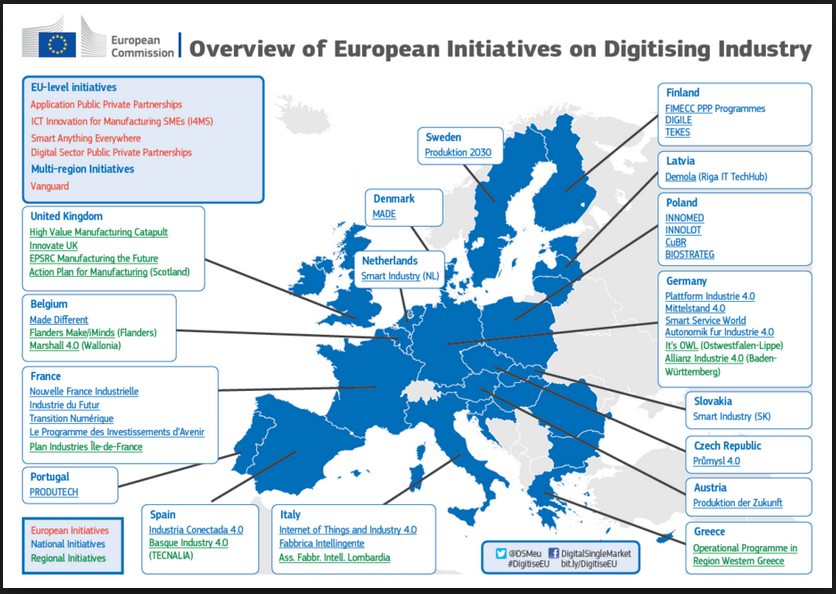 European
Commission
Overview of European Initiatives on Digitising Industry
EU-level initiatives
Application Public Private Partnerships
ICT Innovation for Manufacturing SMEs (I4MS)
Smart Anything Everywhere
Digital Sector Public Private Partnerships
Multi-region Initiatives
Vanguard
United Kingdom
High Value Manufacturing Catapult
Innovate UK
EPSRC Manufacturing the Future
Action Plan for Manufacturing (Scotland)
Belgium
Made Different
Flanders Make/iMinds (Flanders)
Marshall 4.0 (Wallonia)
France
Nouvelle France Industrielle
Industrie du Futur
Transition Numérique
Le Programme des Investissements d'Avenir
Plan Industries Île-de-France
Portugal
PRODUTECH
European Initiatives
National Initiatives
Regional Initiatives
Spain
Industria Conectada 4.0
Basque Industry 4.0
(TECNALIA)
Italy
Internet of Things and Industry 4.0
Fabbrica Intelligente
Ass. Fabbr. Intell. Lombardia
Sweden
Produktion 2030
Denmark
MADE
Netherlands
Smart Industry (NL)
Finland
FIMECC PPP Programmes
DIGILE
TEKES
Latvia
Demola (Riga IT TechHub)
Poland
INNOMED
INNOLOT
CuBR
BIOSTRATEG
Germany
Plattform Industrie 4.0
Mittelstand 4.0
Smart Service World
Autonomik fur Industrie 4.0
It's OWL (Ostwestfalen-Lippe)
Allianz Industrie 4.0 (Baden-
Württemberg)
Slovakia
Smart Industry (SK)
Czech Republic
Průmysl 4.0
Austria
Produktion der Zukunft
Greece
Operational Programme in
Region Western Greece
@DSMeu DigitalSingleMarket
#DigitiseEU bit.ly/DigitiseEU